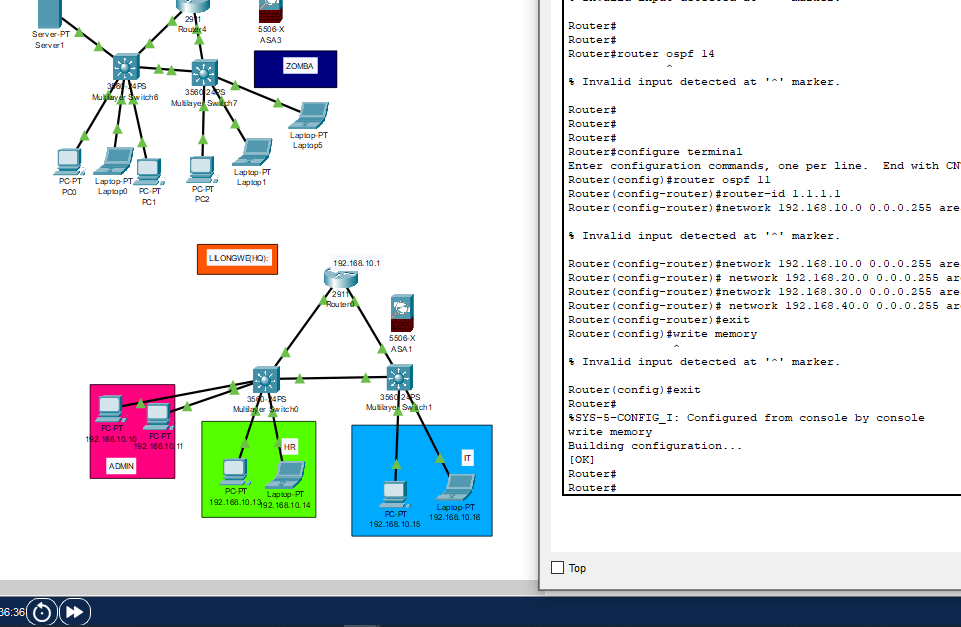 Server-PT
Server1
2911
Router4
5506-X
ASA3
ZOMBA
3560-24PS
Multilayer Switch6
3560-24PS
Multilayer Switch7
Laptop-PT
Laptop5
PC-PT
PC0
Laptop-PT
Laptop0
PC-PT
PC1
PC-PT
PC2
Laptop-PT
Laptop1
LILONGWE(HQ):
192.168.10.1
2911
Router0
5506-X
ASA1
3560-24PS
Multilayer Switch0
3560-24PS
Multilayer Switch1
PC-PT
192.168.10.10
PC-PT
192.168.10.11
ADMIN
HR
PC-PT
192.168.10.13
Laptop-PT
192.168.10.14
IT
PC-PT
192.168.10.15
Laptop-PT
192.168.10.16
36:36
% Invalid input detected at '^' marker.
Router#
Router#
Router#router ospf 14
^
% Invalid input detected at '^' marker.
Router#
Router#
Router#
Router#configure terminal
Enter configuration commands, one per line.  End with CN
Router(config)#router ospf 11
Router(config-router)#router-id 1.1.1.1
Router(config-router)#network 192.168.10.0 0.0.0.255 are
% Invalid input detected at '^' marker.
Router(config-router)#network 192.168.10.0 0.0.0.255 are
Router(config-router)# network 192.168.20.0 0.0.0.255 are
Router(config-router)#network 192.168.30.0 0.0.0.255 are
Router(config-router)# network 192.168.40.0 0.0.0.255 are
Router(config-router)#exit
Router(config)#write memory
^
% Invalid input detected at '^' marker.
Router(config)#exit
Router#
%SYS-5-CONFIG_I: Configured from console by console
write memory
Building configuration...
[OK]
Router#
Router#
Top